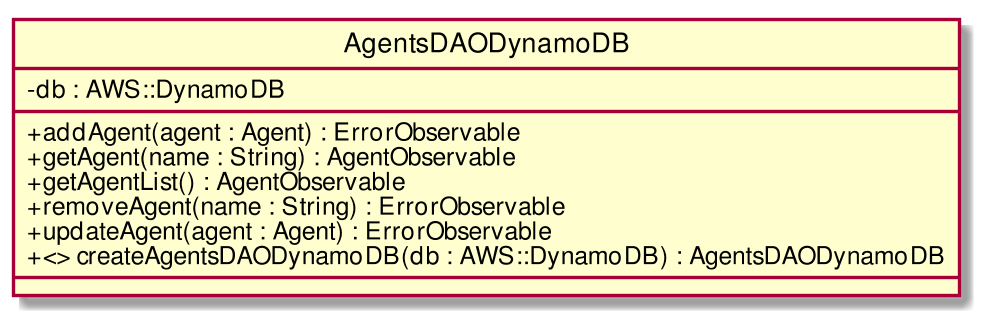 AgentsDAODynamoDB
-db : AWS::DynamoDB
+addAgent(agent : Agent) : ErrorObservable
+getAgent(name : String) : AgentObservable
+getAgentList() : AgentObservable
+removeAgent(name : String) : ErrorObservable
+updateAgent(agent : Agent) : ErrorObservable
+<> createAgentsDAODynamoDB(db : AWS::DynamoDB) : AgentsDAODynamoDB